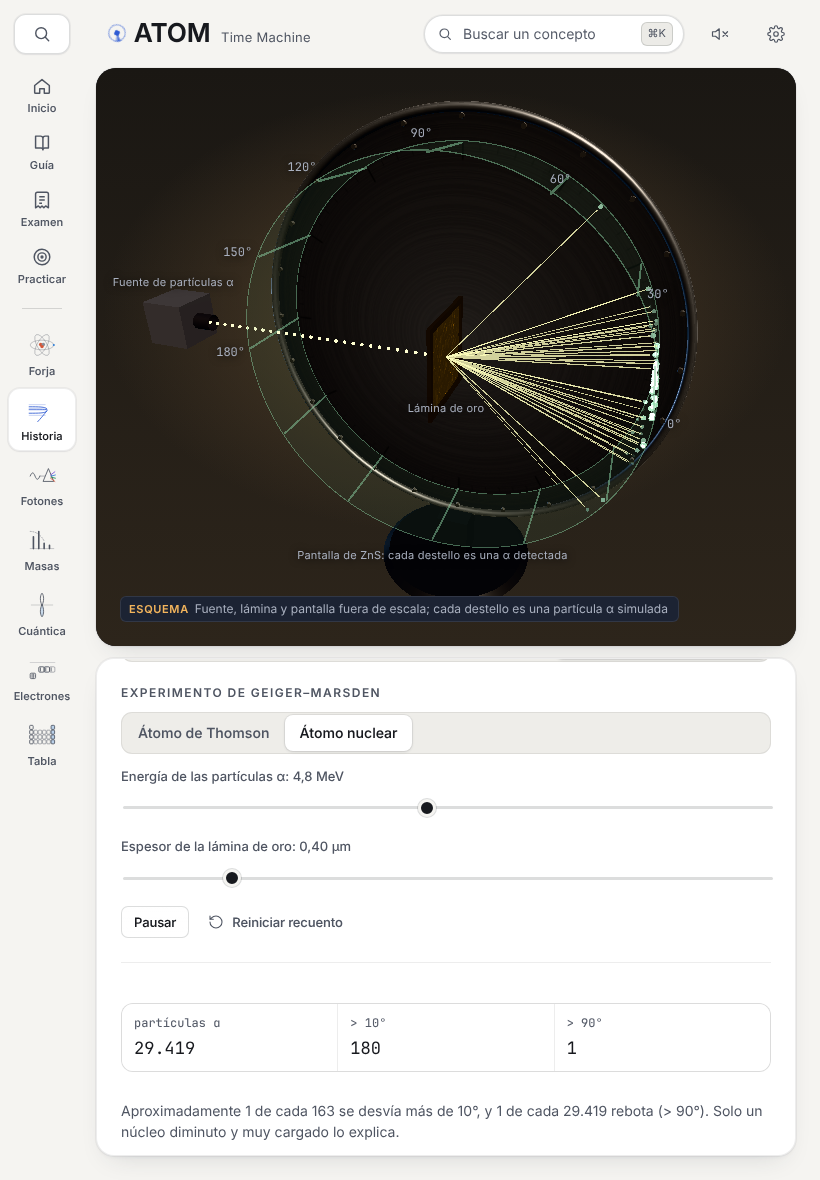 ATOM Time Machine
Buscar un concepto
⌘K
Inicio
Guía
Examen
Practicar
Forja
Historia
Fotones
Masas
Cuántica
Electrones
Tabla
90°
120°
60°
150°
Fuente de partículas α
30°
180°
Lámina de oro
0°
Pantalla de ZnS: cada destello es una α detectada
ESQUEMA Fuente, lámina y pantalla fuera de escala; cada destello es una partícula α simulada
EXPERIMENTO DE GEIGER–MARSDEN
Átomo de Thomson
Átomo nuclear
Energía de las partículas α: 4,8 MeV
Espesor de la lámina de oro: 0,40 μm
Pausar
Reiniciar recuento
partículas α
29.419
> 10°
180
> 90°
1
Aproximadamente 1 de cada 163 se desvía más de 10°, y 1 de cada 29.419 rebota (> 90°). Solo un
núcleo diminuto y muy cargado lo explica.